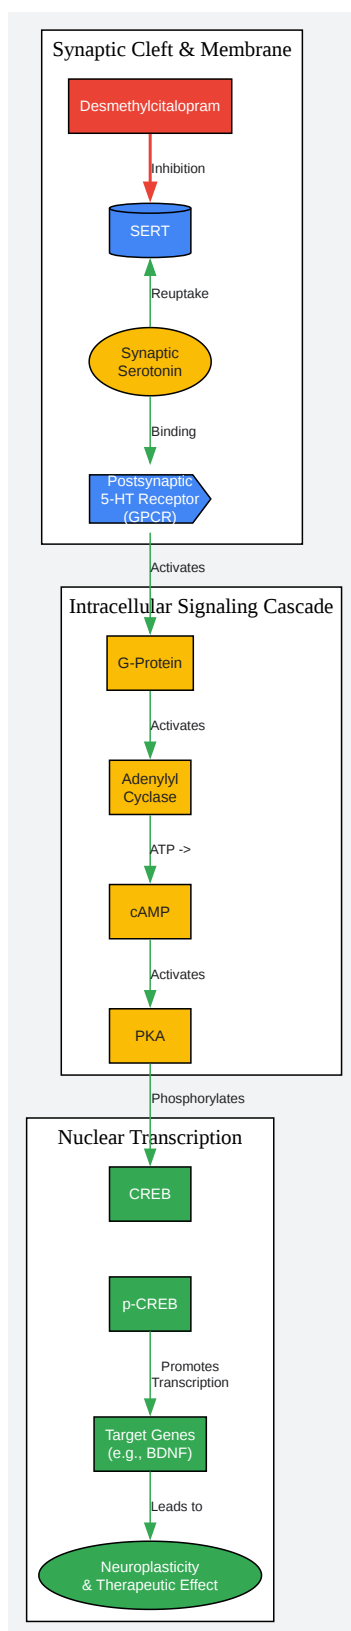 Synaptic Cleft & Membrane
Desmethylcitalopram
Inhibition
SERT
Reuptake
Synaptic
Serotonin
Binding
Postsynaptic
5-HT Receptor
(GPCR)
Activates
Intracellular Signaling Cascade
G-Protein
Activates
Adenylyl
Cyclase
ATP ->
cAMP
Activates
PKA
Phosphorylates
Nuclear Transcription
CREB
p-CREB
Promotes
Transcription
Target Genes
(e.g., BDNF)
Leads to
Neuroplasticity
& Therapeutic Effect